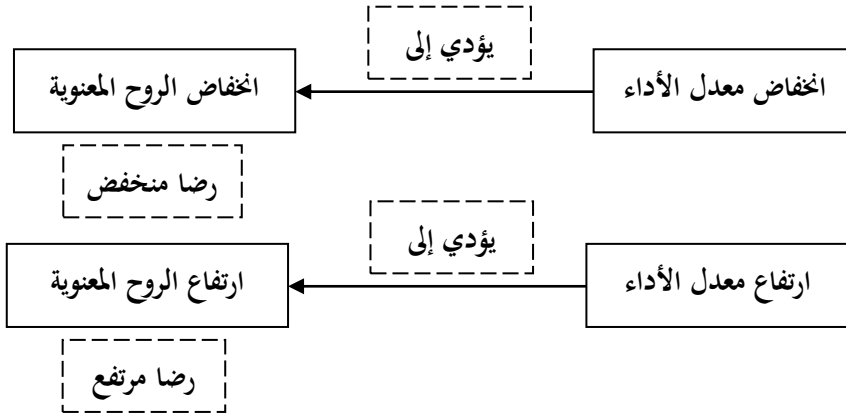 يؤدي إلى
انخفاض معدل الأداء
انخفاض الروح المعنوية
رضا منخفض
يؤدي إلى
ارتفاع معدل الأداء
ارتفاع الروح المعنوية
رضا مرتفع